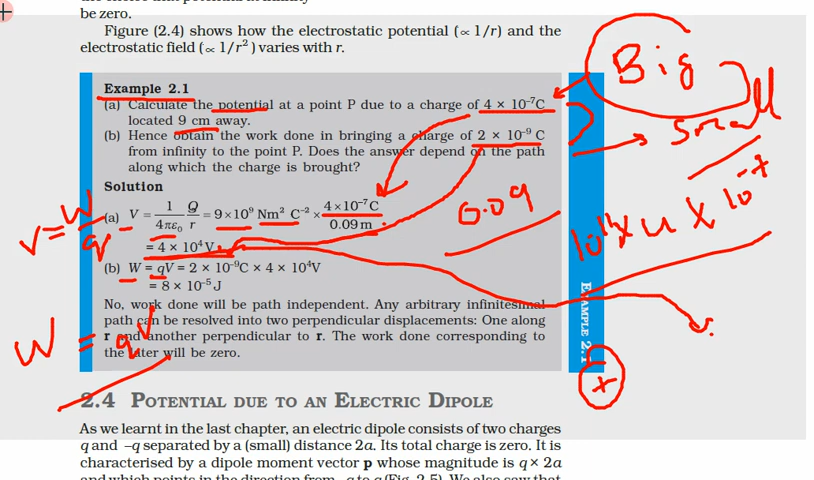 be zero.
Figure (2.4) shows how the electrostatic potential (∝ 1/r) and the
electrostatic field (∝ 1/r²) varies with r.
Example 2.1
(a) Calculate the potential at a point P due to a charge of 4 × 10⁻⁷C
located 9 cm away.
(b) Hence obtain the work done in bringing a charge of 2 × 10⁻⁹ C
from infinity to the point P. Does the answer depend on the path
along which the charge is brought?
Solution
(a) V = 1/4πε₀ Q/r = 9 × 10⁹ Nm² C⁻² × 4×10⁻⁷C/0.09m
= 4 × 10⁴ V
(b) W = qV = 2 × 10⁻⁹C × 4 × 10⁴V
= 8 × 10⁻⁵ J
No, work done will be path independent. Any arbitrary infinitesimal
path can be resolved into two perpendicular displacements: One along
r and another perpendicular to r. The work done corresponding to
the later will be zero.
EXAMPLE 2.1
2.4 POTENTIAL DUE TO AN ELECTRIC DIPOLE
As we learnt in the last chapter, an electric dipole consists of two charges
q and –q separated by a (small) distance 2a. Its total charge is zero. It is
characterised by a dipole moment vector p whose magnitude is q × 2a
Big
small
0.09
V = W/q
W = qV
+